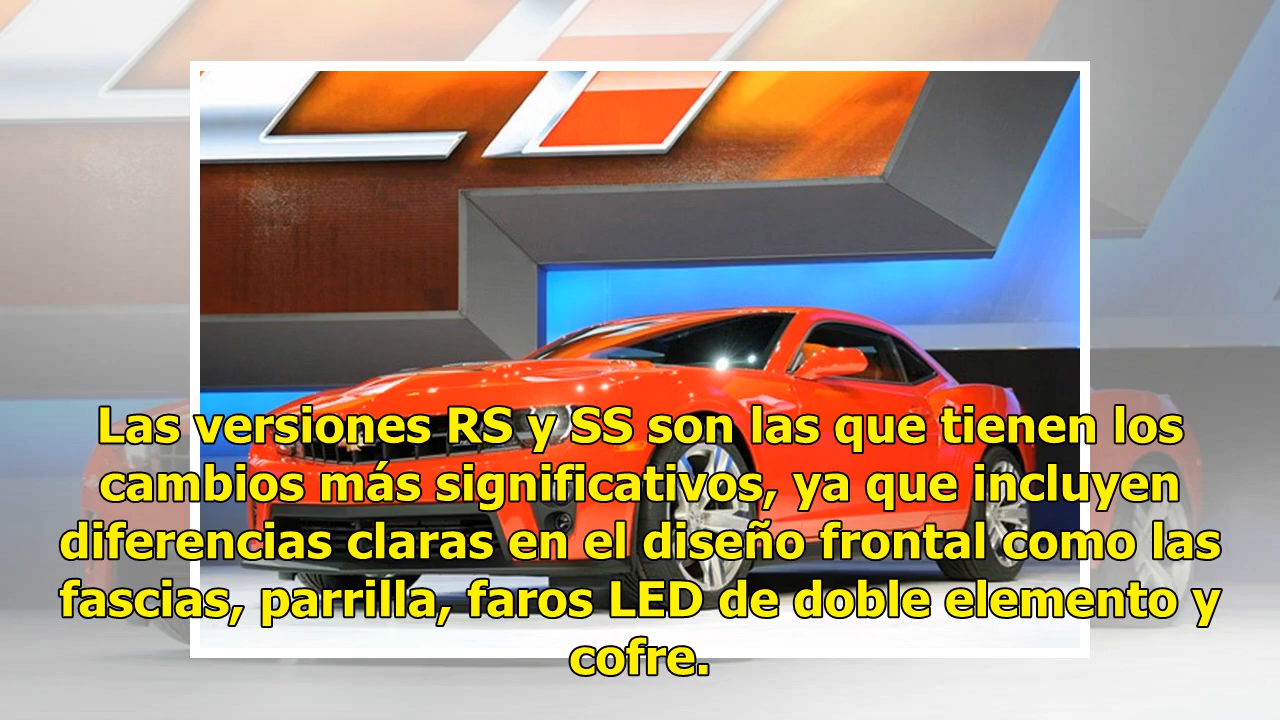 Las versiones RS y SS son las que tienen los
cambios más significativos, ya que incluyen
diferencias claras en el diseño frontal como las
fascias, parrilla, faros LED de doble elemento y
cofre.